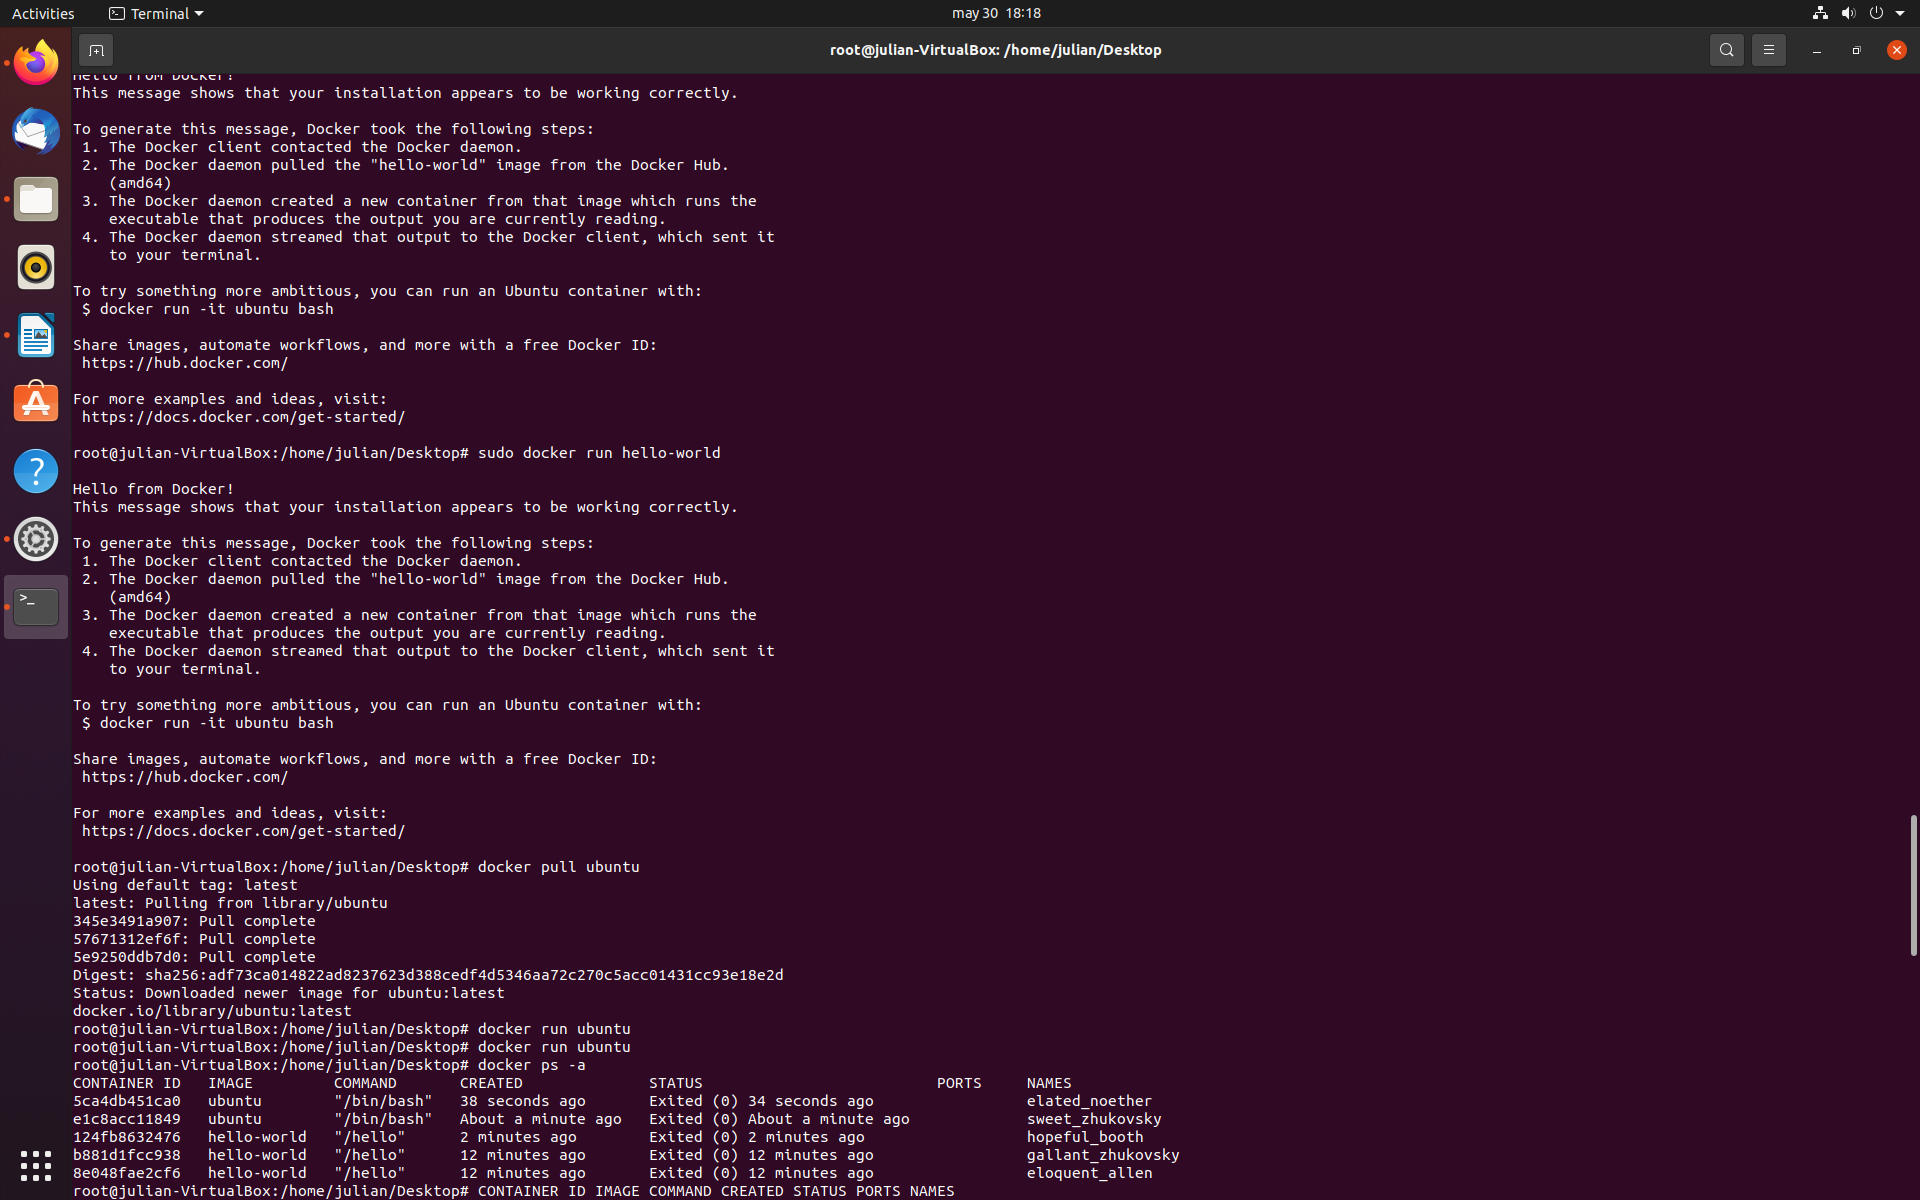 Activities
Terminal
may 30 18:18
root@julian-VirtualBox: /home/julian/Desktop
Hello from Docker!
This message shows that your installation appears to be working correctly.
To generate this message, Docker took the following steps:
1. The Docker client contacted the Docker daemon.
2. The Docker daemon pulled the "hello-world" image from the Docker Hub.
(amd64)
3. The Docker daemon created a new container from that image which runs the
executable that produces the output you are currently reading.
4. The Docker daemon streamed that output to the Docker client, which sent it
to your terminal.
To try something more ambitious, you can run an Ubuntu container with:
$ docker run -it ubuntu bash
Share images, automate workflows, and more with a free Docker ID:
https://hub.docker.com/
For more examples and ideas, visit:
https://docs.docker.com/get-started/
root@julian-VirtualBox:/home/julian/Desktop# sudo docker run hello-world
Hello from Docker!
This message shows that your installation appears to be working correctly.
To generate this message, Docker took the following steps:
1. The Docker client contacted the Docker daemon.
2. The Docker daemon pulled the "hello-world" image from the Docker Hub.
(amd64)
3. The Docker daemon created a new container from that image which runs the
executable that produces the output you are currently reading.
4. The Docker daemon streamed that output to the Docker client, which sent it
to your terminal.
To try something more ambitious, you can run an Ubuntu container with:
$ docker run -it ubuntu bash
Share images, automate workflows, and more with a free Docker ID:
https://hub.docker.com/
For more examples and ideas, visit:
https://docs.docker.com/get-started/
root@julian-VirtualBox:/home/julian/Desktop# docker pull ubuntu
Using default tag: latest
latest: Pulling from library/ubuntu
345e3491a907: Pull complete
57671312ef6f: Pull complete
5e9250ddb7d0: Pull complete
Digest: sha256:adf73ca014822ad8237623d388cedf4d5346aa72c270c5acc01431cc93e18e2d
Status: Downloaded newer image for ubuntu:latest
docker.io/library/ubuntu:latest
root@julian-VirtualBox:/home/julian/Desktop# docker run ubuntu
root@julian-VirtualBox:/home/julian/Desktop# docker run ubuntu
root@julian-VirtualBox:/home/julian/Desktop# docker ps -a
CONTAINER ID IMAGE COMMAND CREATED STATUS PORTS NAMES
5ca4db451ca0 ubuntu "/bin/bash" 38 seconds ago Exited (0) 34 seconds ago elated_noether
e1c8acc11849 ubuntu "/bin/bash" About a minute ago Exited (0) About a minute ago sweet_zhukovsky
124fb8632476 hello-world "/hello" 2 minutes ago Exited (0) 2 minutes ago hopeful_booth
b881d1fcc938 hello-world "/hello" 12 minutes ago Exited (0) 12 minutes ago gallant_zhukovsky
8e048fae2cf6 hello-world "/hello" 12 minutes ago Exited (0) 12 minutes ago eloquent_allen
root@julian-VirtualBox:/home/julian/Desktop# CONTAINER ID IMAGE COMMAND CREATED STATUS PORTS NAMES